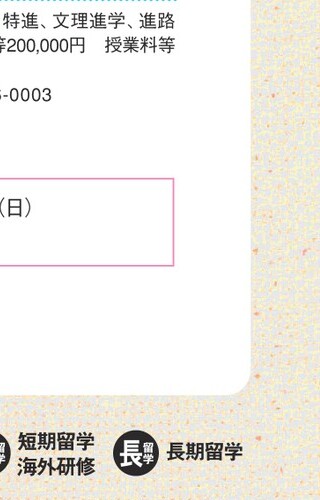 特進、文理進学、進路
等200,000円　授業料等
-0003
（日）
留学 短期留学
海外研修
長留学 長期留学